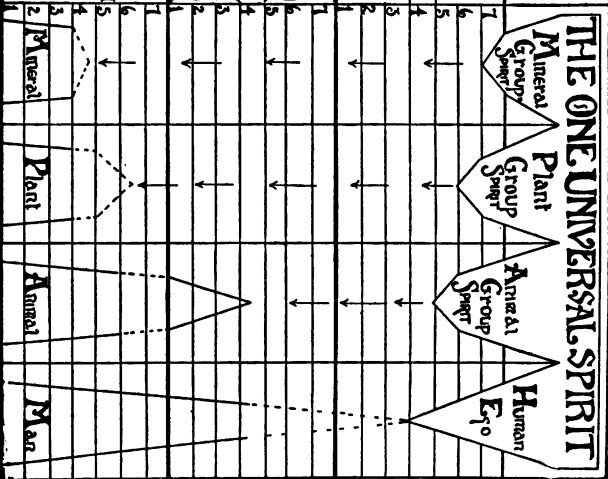 THE ONE UNIVERSAL SPIRIT
Mineral
Group
SPIRIT
Plant
Group
SPIRIT
Animal
Group
SPIRIT
Human
Ego
7
6
5
4
3
2
1
7
6
5
4
3
2
1
7
6
5
4
3
2
Mineral
Plant
Animal
Man